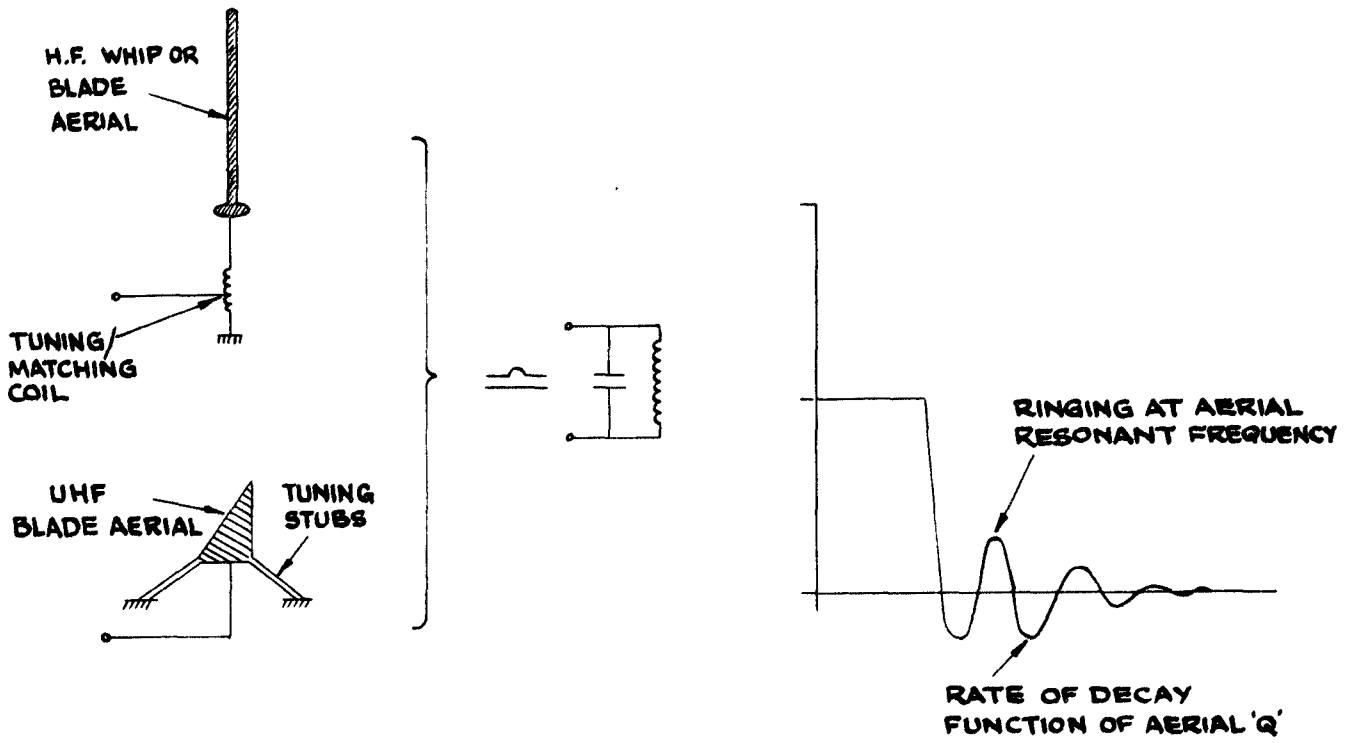 H.F. WHIP OR
BLADE
AERIAL
TUNING/
MATCHING
COIL
UHF
BLADE AERIAL
TUNING
STUBS
RINGING AT AERIAL
RESONANT FREQUENCY
RATE OF DECAY
FUNCTION OF AERIAL 'Q'